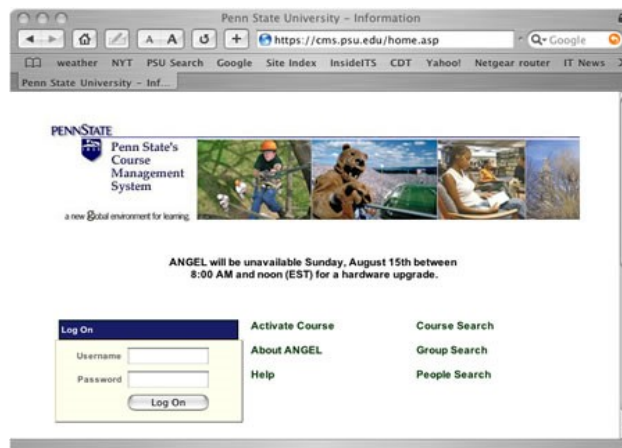 Penn State University - Information
A A
https://cms.psu.edu/home.asp
Google
weather NYT PSU Search Google Site Index InsideITS CDT Yahoo! Netgear router IT News
Penn State University - Inf...
PENNSTATE
Penn State's
Course
Management
System
a new global environment for learning.
ANGEL will be unavailable Sunday, August 15th between
8:00 AM and noon (EST) for a hardware upgrade.
Log On
Username
Password
Log On
Activate Course
About ANGEL
Help
Course Search
Group Search
People Search